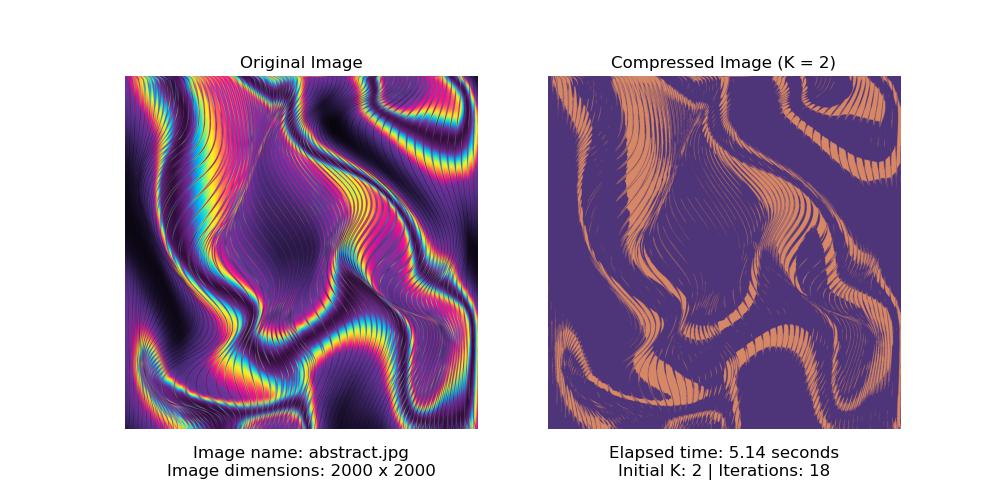 Original Image
Compressed Image (K = 2)
Image name: abstract.jpg
Image dimensions: 2000 x 2000
Elapsed time: 5.14 seconds
Initial K: 2 | Iterations: 18